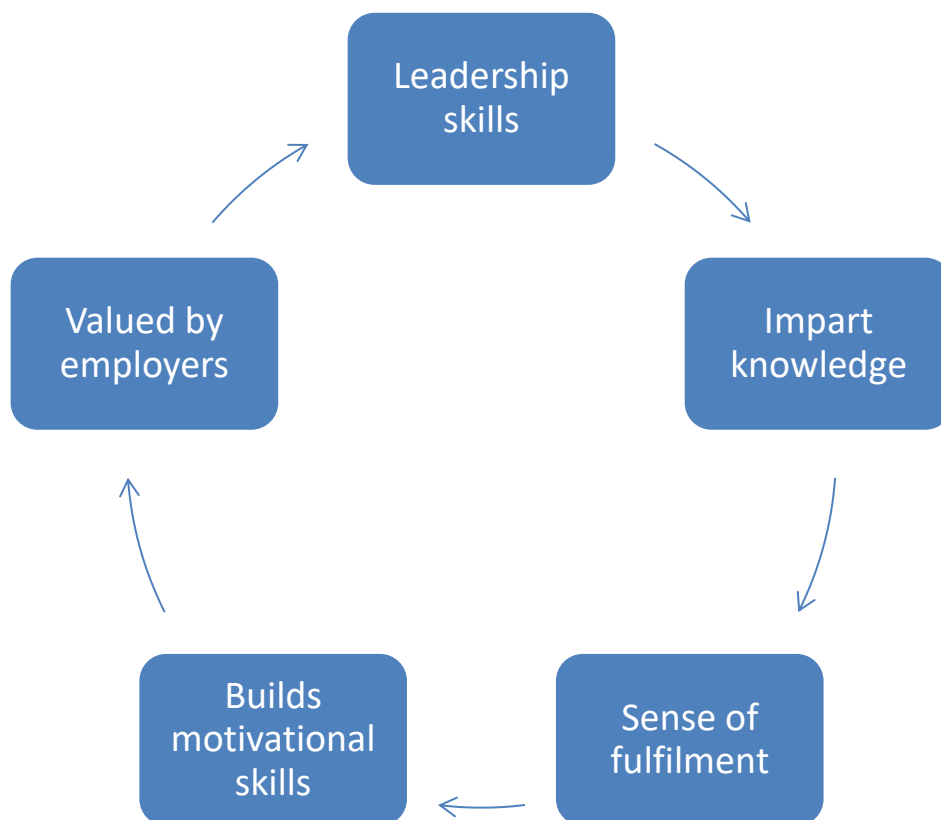 Leadership
skills
Impart
knowledge
Sense of
fulfilment
Builds
motivational
skills
Valued by
employers